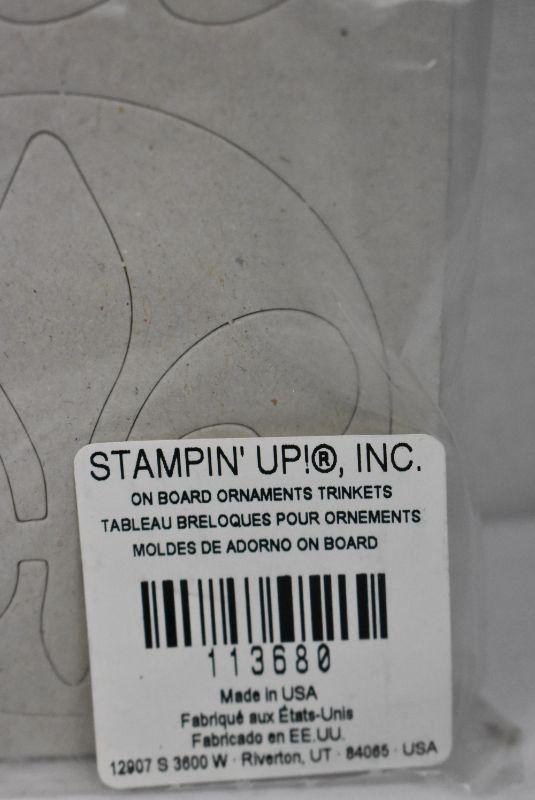 STAMPIN' UP!®, INC.
ON BOARD ORNAMENTS TRINKETS
TABLEAU BRELOQUES POUR ORNEMENTS
MOLDES DE ADORNO ON BOARD
113680
Made in USA
Fabriqué aux États-Unis
Fabricado en EE.UU.
12907 S 3600 W · Riverton, UT · 84065 · USA